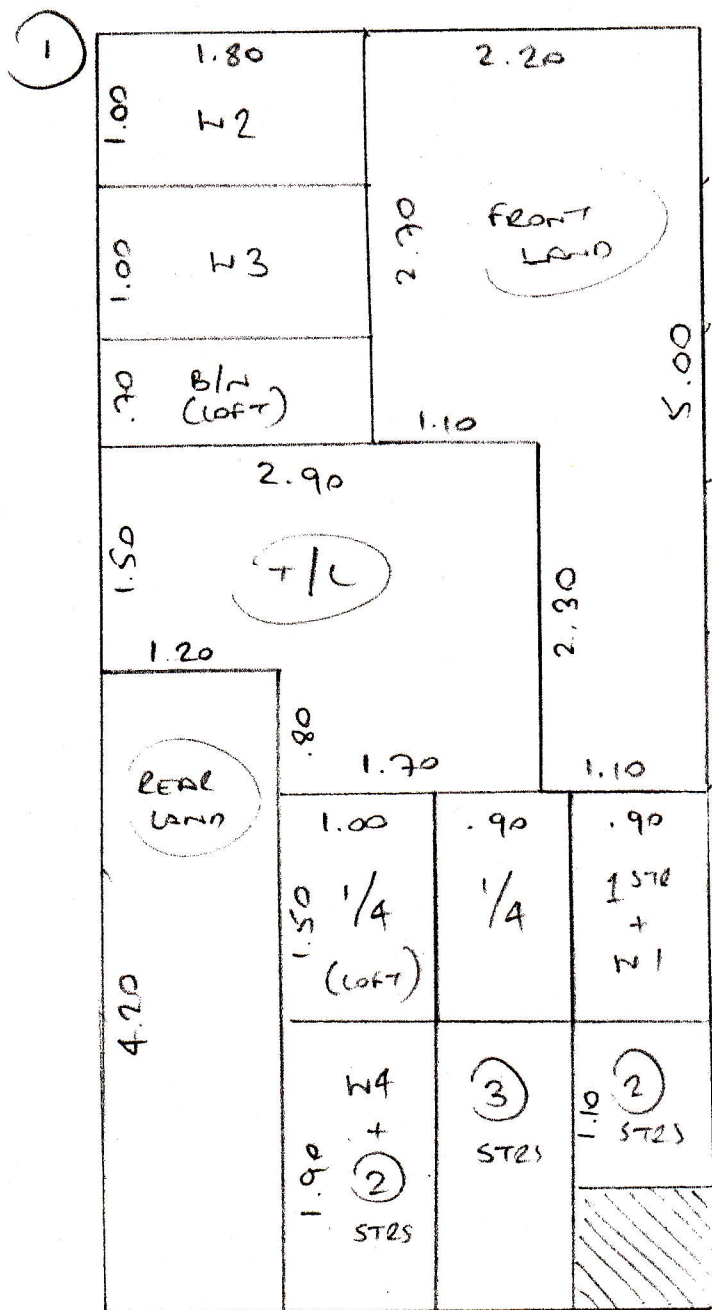 1
1.80
2.20
1.00
W2
FRONT
LAND
2.70
1.00
W3
5.00
.70
B/W
(LOFT)
1.10
2.90
1.50
T/L
2.30
1.20
.80
1.70
1.10
REAR
LAND
1.00
.90
.90
1.50
1/4
(LOFT)
1/4
1 STR
+
W1
4.20
W4
+
2
STRS
1.90
3
STRS
1.10
2
STRS